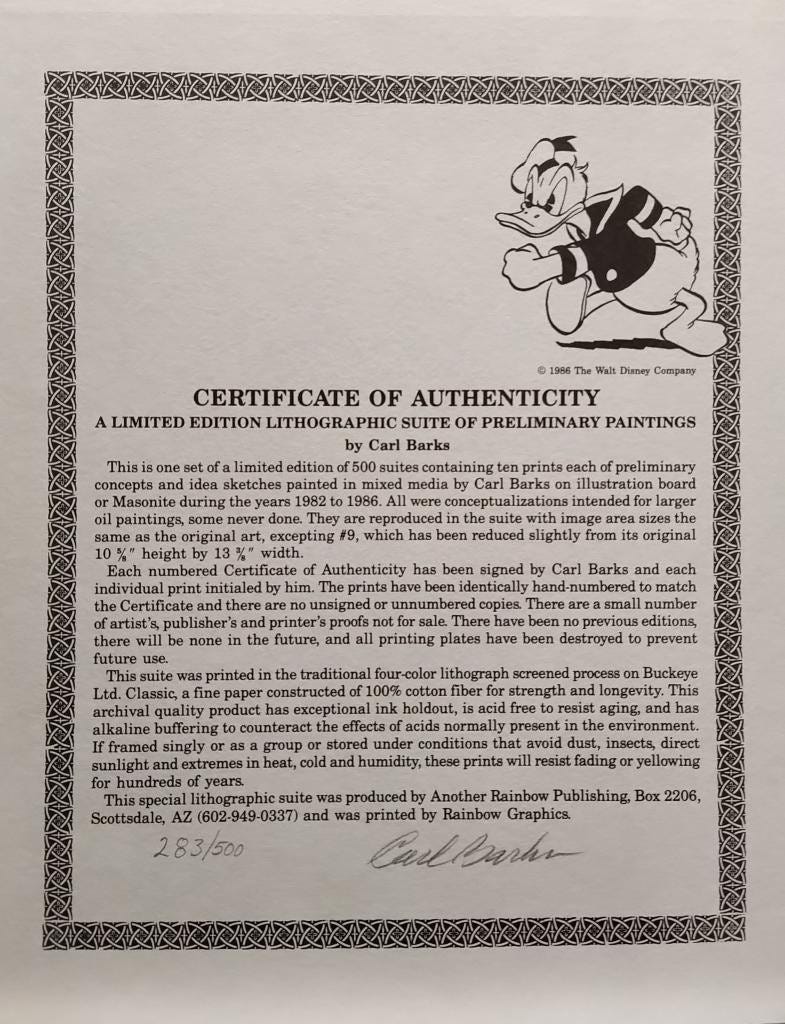 © 1986 The Walt Disney Company
CERTIFICATE OF AUTHENTICITY
A LIMITED EDITION LITHOGRAPHIC SUITE OF PRELIMINARY PAINTINGS
by Carl Barks
This is one set of a limited edition of 500 suites containing ten prints each of preliminary
concepts and idea sketches painted in mixed media by Carl Barks on illustration board
or Masonite during the years 1982 to 1986. All were conceptualizations intended for larger
oil paintings, some never done. They are reproduced in the suite with image area sizes the
same as the original art, excepting #9, which has been reduced slightly from its original
10 ⅝" height by 13 ⅜" width.
Each numbered Certificate of Authenticity has been signed by Carl Barks and each
individual print initialed by him. The prints have been identically hand-numbered to match
the Certificate and there are no unsigned or unnumbered copies. There are a small number
of artist's, publisher's and printer's proofs not for sale. There have been no previous editions,
there will be none in the future, and all printing plates have been destroyed to prevent
future use.
This suite was printed in the traditional four-color lithograph screened process on Buckeye
Ltd. Classic, a fine paper constructed of 100% cotton fiber for strength and longevity. This
archival quality product has exceptional ink holdout, is acid free to resist aging, and has
alkaline buffering to counteract the effects of acids normally present in the environment.
If framed singly or as a group or stored under conditions that avoid dust, insects, direct
sunlight and extremes in heat, cold and humidity, these prints will resist fading or yellowing
for hundreds of years.
This special lithographic suite was produced by Another Rainbow Publishing, Box 2206,
Scottsdale, AZ (602-949-0337) and was printed by Rainbow Graphics.
283/500 Carl Barks